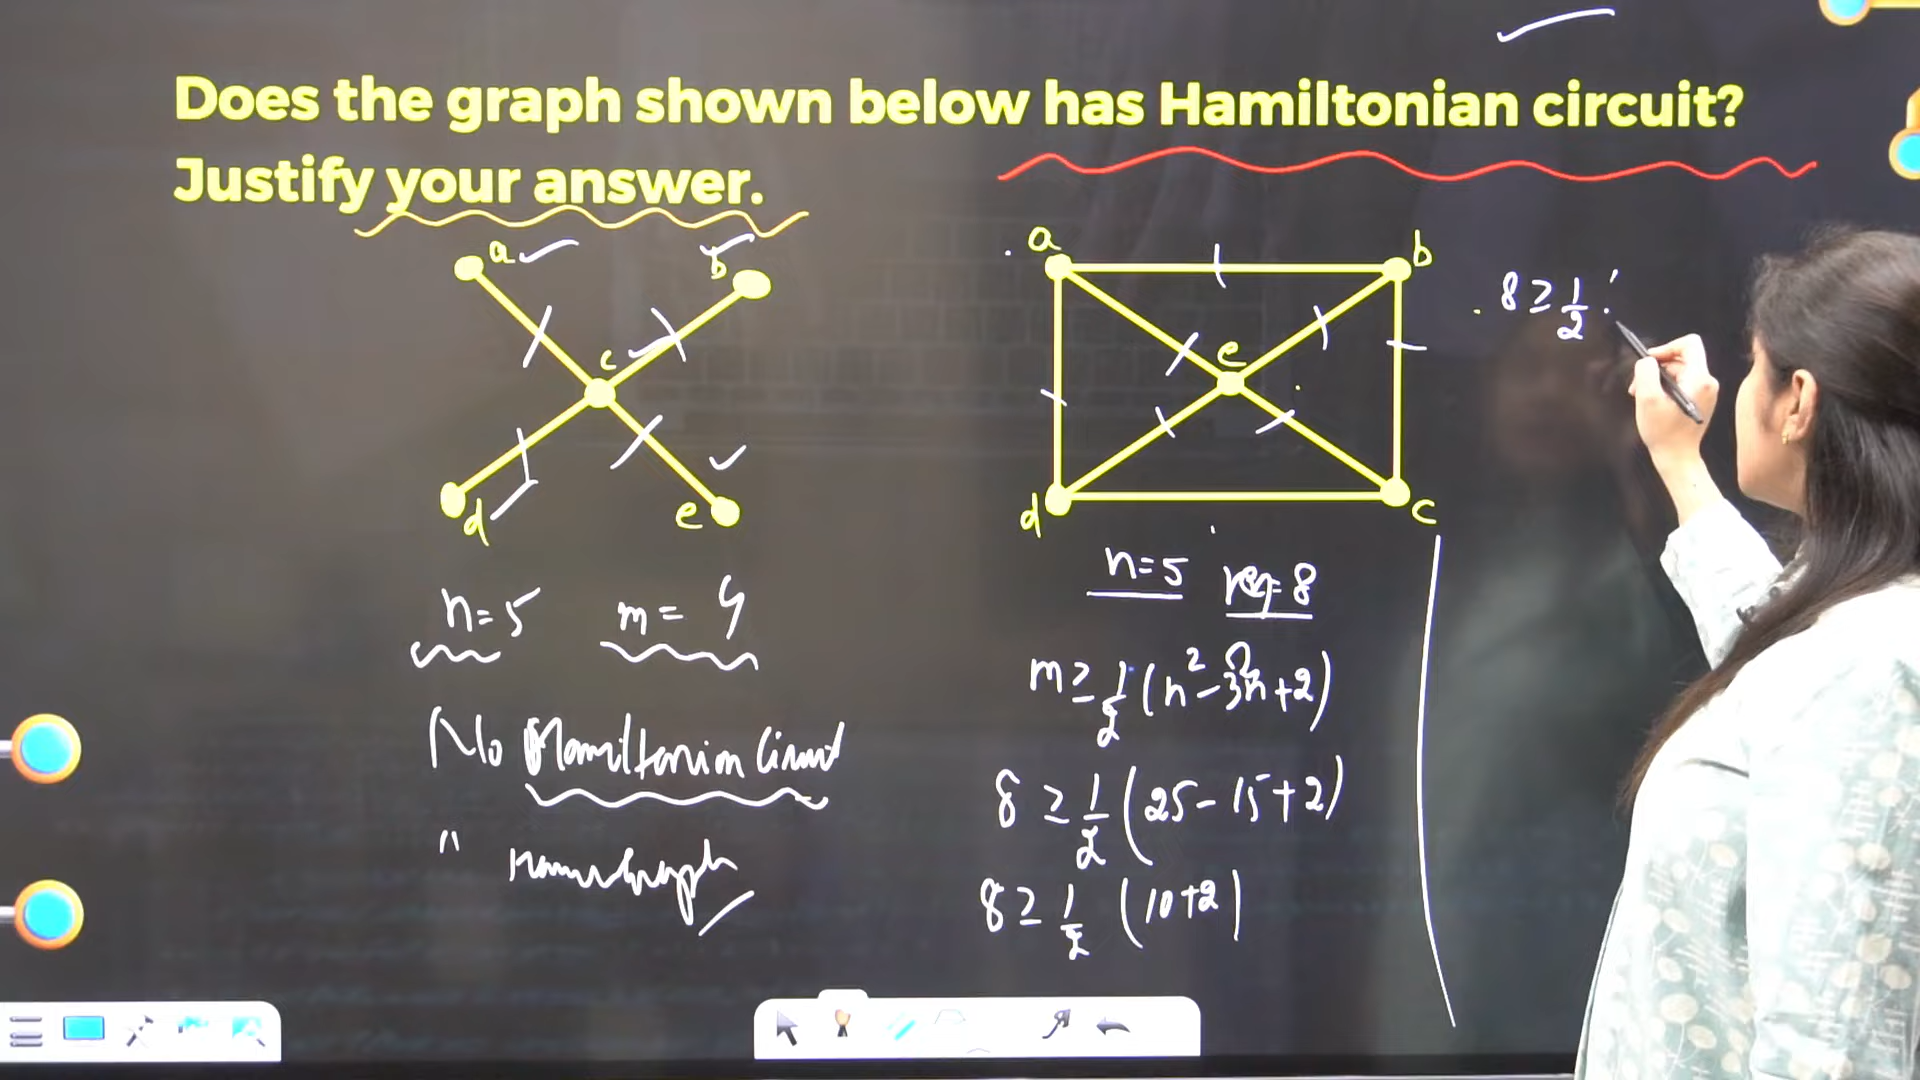 Does the graph shown below has Hamiltonian circuit?
Justify your answer.
a
b
c
d
e
n=5 m= 4
No Hamiltonian Circuit
"
a
b
e
d
c
n=5
=8
m≥1/2(n²-3n+2)
8≥1/2(25-15+2)
8≥1/2(10+2)
8≥1/2